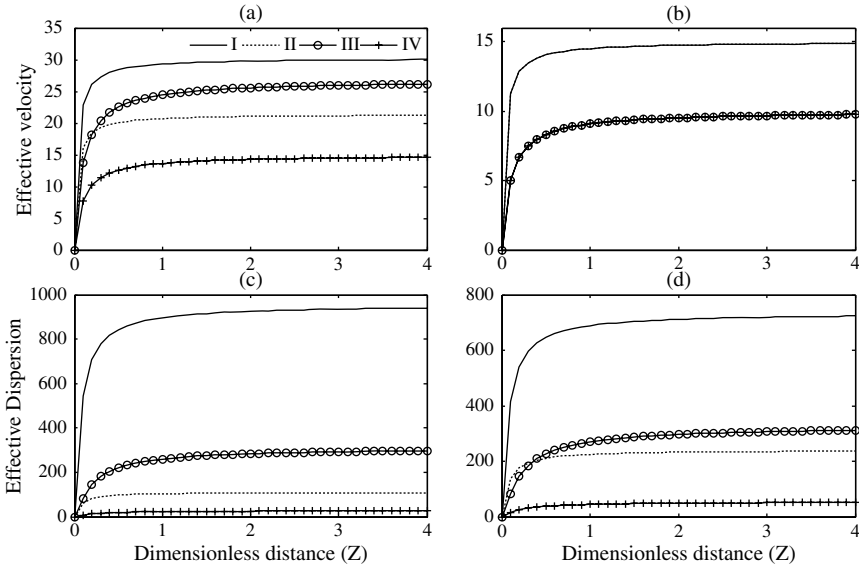 (a)
(b)
I II III IV
35
30
25
20
15
10
5
0
Effective velocity
0 1 2 3 4
15
10
5
0
0 1 2 3 4
(c)
(d)
1000
800
600
400
200
0
Effective Dispersion
0 1 2 3 4
Dimensionless distance (Z)
800
600
400
200
0
0 1 2 3 4
Dimensionless distance (Z)